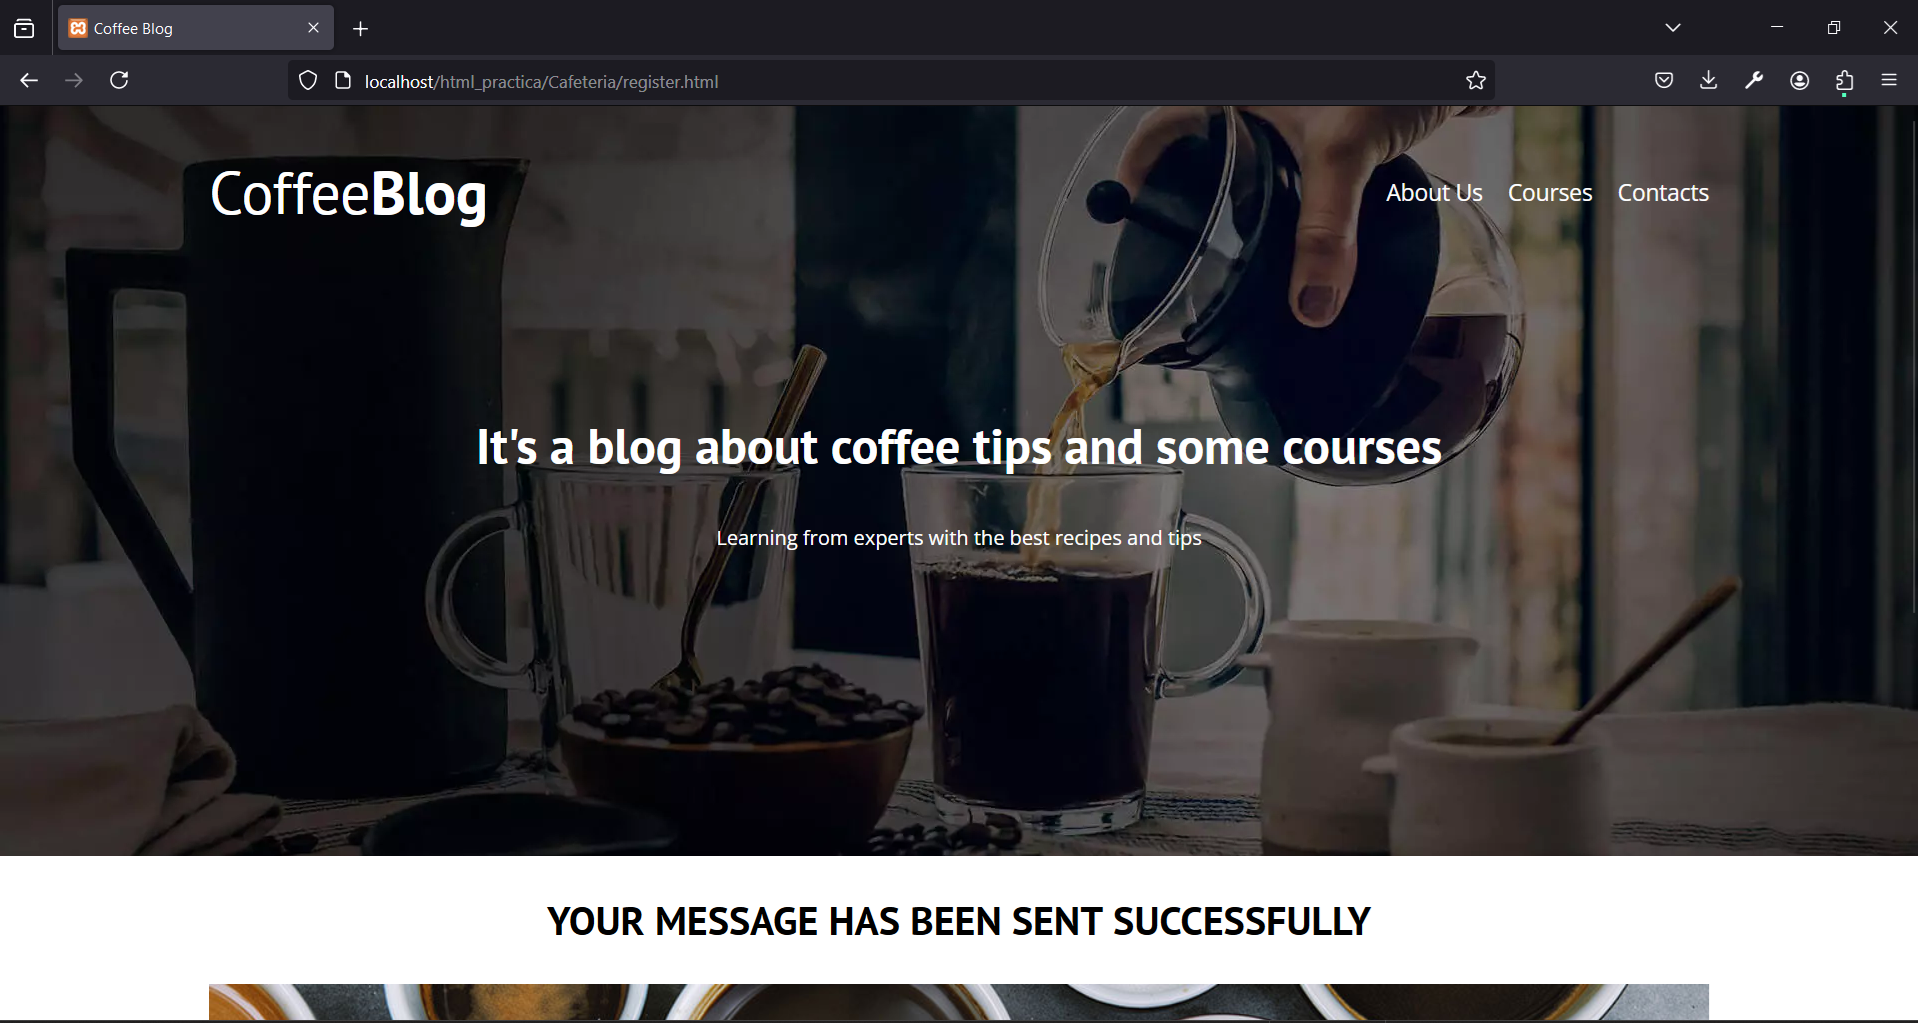 Coffee Blog
localhost/html_practica/Cafeteria/register.html
CoffeeBlog
About Us Courses Contacts
It's a blog about coffee tips and some courses
Learning from experts with the best recipes and tips
YOUR MESSAGE HAS BEEN SENT SUCCESSFULLY